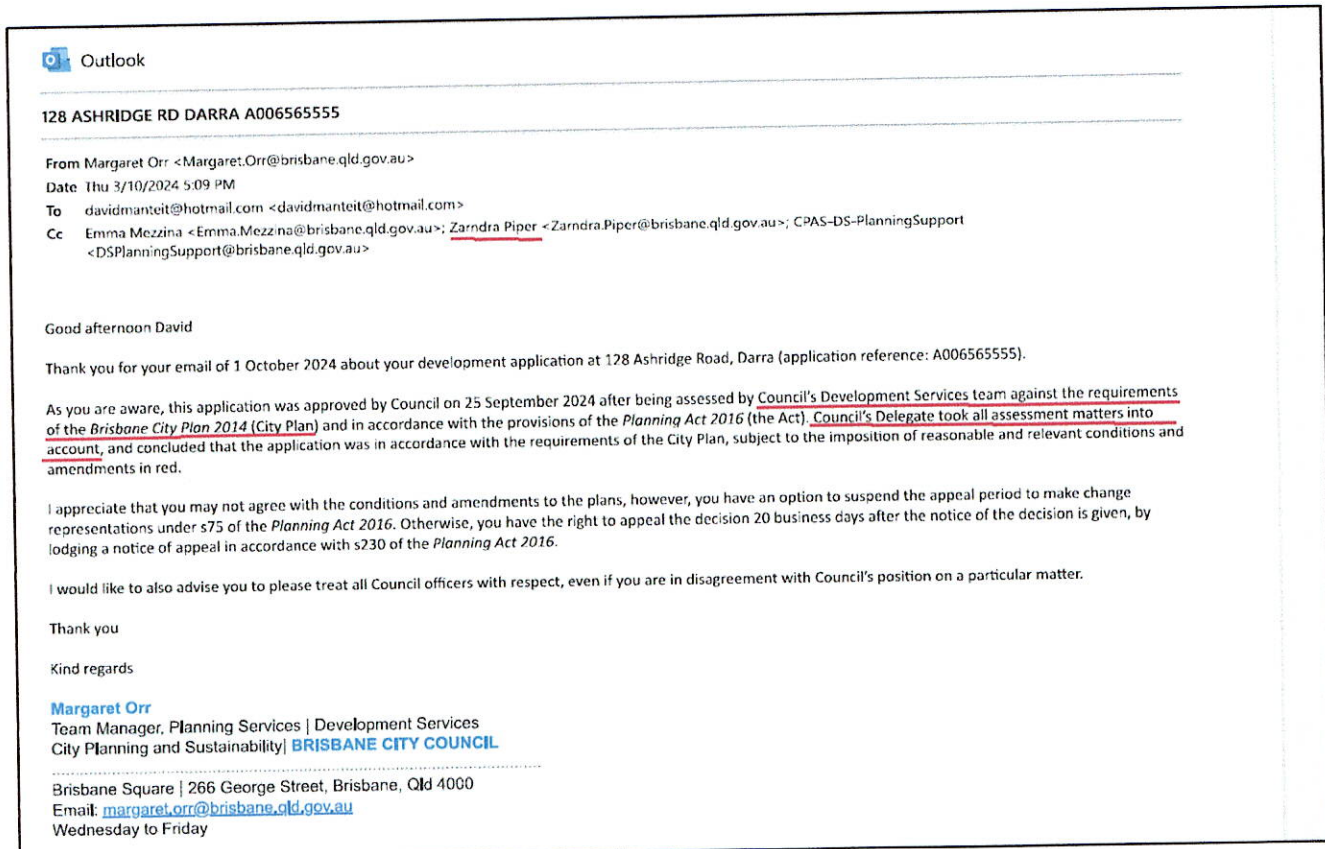 Outlook
128 ASHRIDGE RD DARRA A006565555
From Margaret Orr <Margaret.Orr@brisbane.qld.gov.au>
Date Thu 3/10/2024 5:09 PM
To davidmanteit@hotmail.com <davidmanteit@hotmail.com>
Cc Emma Mezzina <Emma.Mezzina@brisbane.qld.gov.au>; Zarndra Piper <Zarndra.Piper@brisbane.qld.gov.au>; CPAS-DS-PlanningSupport
<DSPlanningSupport@brisbane.qld.gov.au>
Good afternoon David
Thank you for your email of 1 October 2024 about your development application at 128 Ashridge Road, Darra (application reference: A006565555).
As you are aware, this application was approved by Council on 25 September 2024 after being assessed by Council's Development Services team against the requirements
of the Brisbane City Plan 2014 (City Plan) and in accordance with the provisions of the Planning Act 2016 (the Act). Council's Delegate took all assessment matters into
account, and concluded that the application was in accordance with the requirements of the City Plan, subject to the imposition of reasonable and relevant conditions and
amendments in red.
I appreciate that you may not agree with the conditions and amendments to the plans, however, you have an option to suspend the appeal period to make change
representations under s75 of the Planning Act 2016. Otherwise, you have the right to appeal the decision 20 business days after the notice of the decision is given, by
lodging a notice of appeal in accordance with s230 of the Planning Act 2016.
I would like to also advise you to please treat all Council officers with respect, even if you are in disagreement with Council's position on a particular matter.
Thank you
Kind regards
Margaret Orr
Team Manager, Planning Services | Development Services
City Planning and Sustainability| BRISBANE CITY COUNCIL
Brisbane Square | 266 George Street, Brisbane, Qld 4000
Email: margaret.orr@brisbane.qld.gov.au
Wednesday to Friday